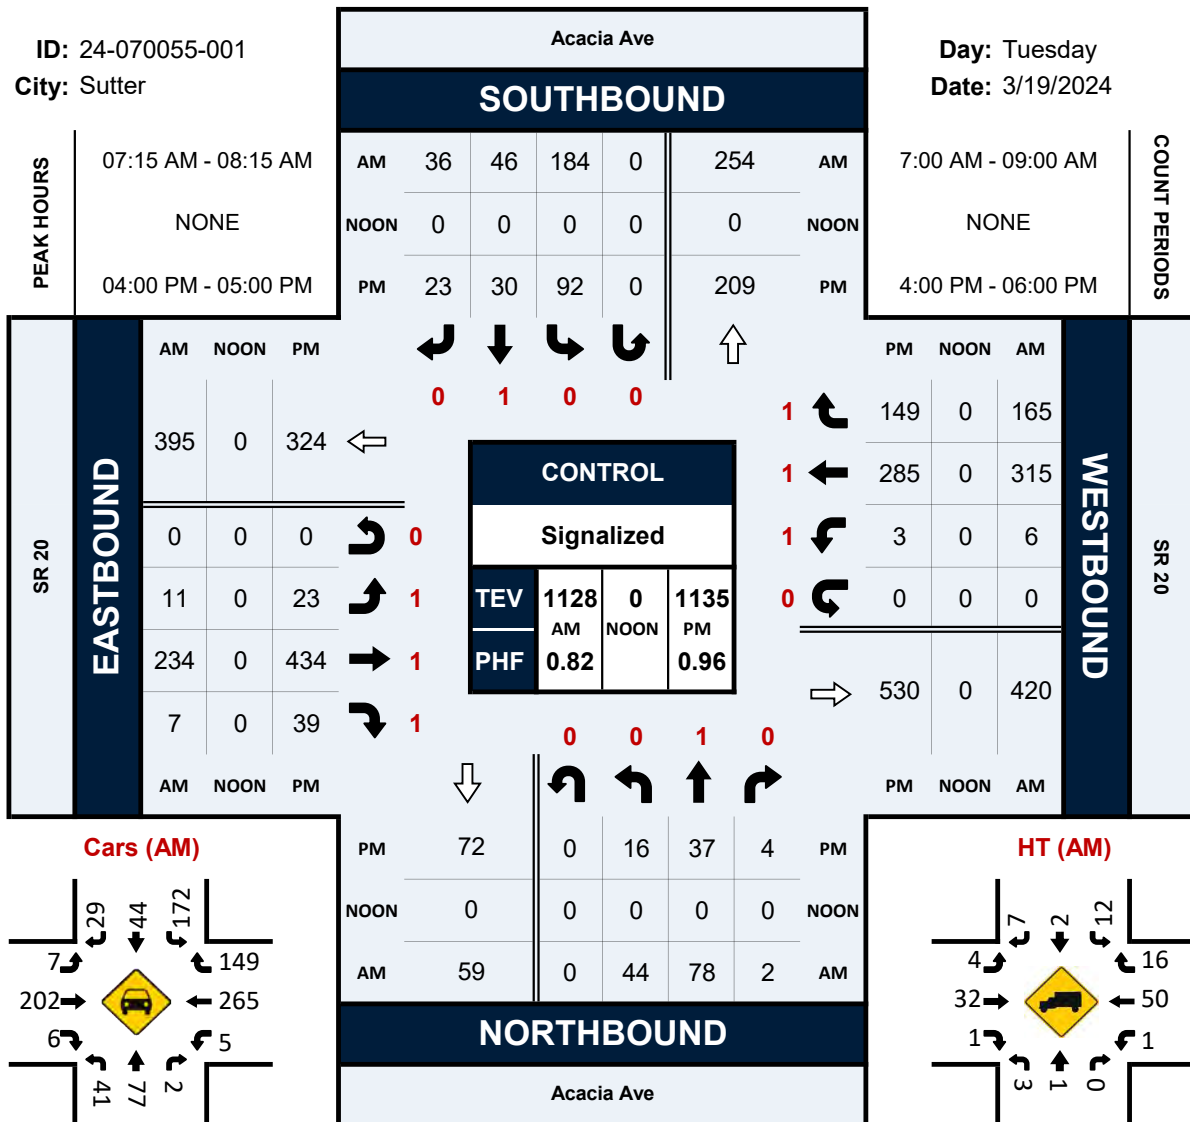 Acacia Ave
ID: 24-070055-001
City: Sutter
Day: Tuesday
Date: 3/19/2024
SOUTHBOUND
PEAK HOURS
07:15 AM - 08:15 AM
NONE
04:00 PM - 05:00 PM
AM 36 46 184 0 254 AM
NOON 0 0 0 0 0 NOON
PM 23 30 92 0 209 PM
0 1 0 0
7:00 AM - 09:00 AM
NONE
4:00 PM - 06:00 PM
COUNT PERIODS
SR 20
EASTBOUND
AM NOON PM
395 0 324
0 0 0 0
11 0 23 1
234 0 434 1
7 0 39 1
AM NOON PM
CONTROL
Signalized
TEV 1128 0 1135
AM NOON PM
PHF 0.82 0.96
PM NOON AM
1 149 0 165
1 285 0 315
1 3 0 6
0 0 0 0
530 0 420
PM NOON AM
WESTBOUND
SR 20
0 0 1 0
PM 72 0 16 37 4 PM
NOON 0 0 0 0 0 NOON
AM 59 0 44 78 2 AM
NORTHBOUND
Acacia Ave
Cars (AM)
29 44 172
7 149
202 265
6 5
41 77 2
HT (AM)
7 2 12
4 16
32 50
1 1
3 1 0